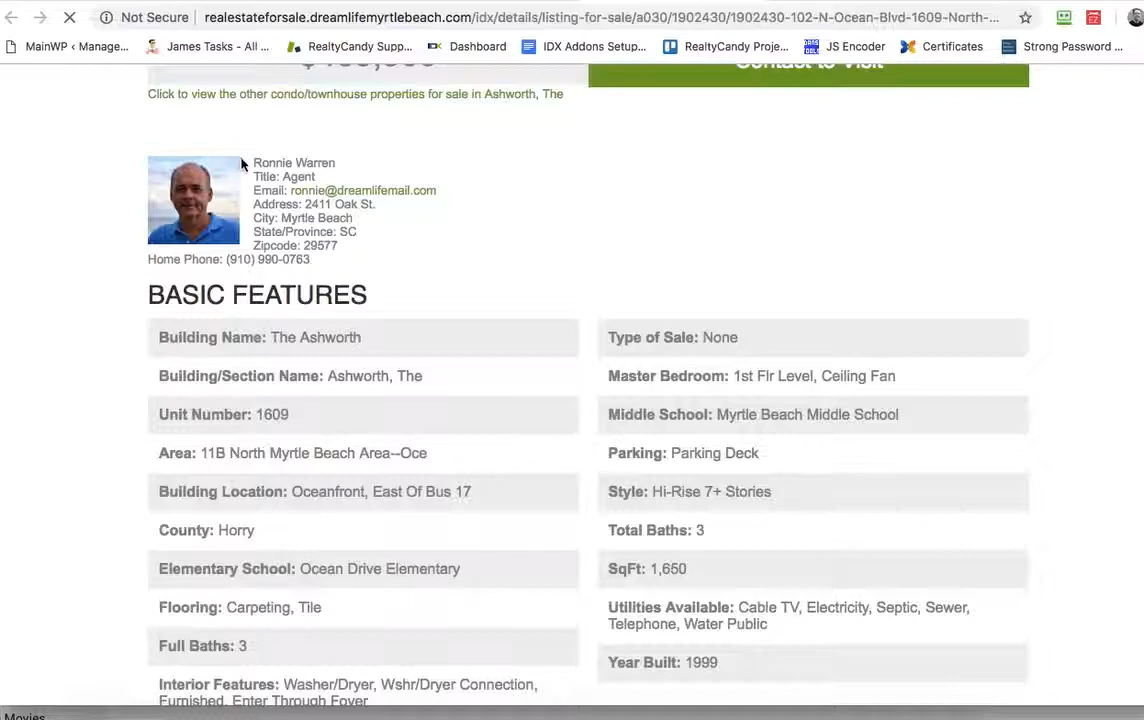 Not Secure realestateforsale.dreamlifemyrtlebeach.com/idx/details/listing-for-sale/a030/1902430/1902430-102-N-Ocean-Blvd-1609-North-...
MainWP ‹ Manage... James Tasks - All ... RealtyCandy Supp... Dashboard IDX Addons Setup... RealtyCandy Proje... JS Encoder Certificates Strong Password ...
Contact to Visit
Click to view the other condo/townhouse properties for sale in Ashworth, The
Ronnie Warren
Title: Agent
Email: ronnie@dreamlifemail.com
Address: 2411 Oak St.
City: Myrtle Beach
State/Province: SC
Zipcode: 29577
Home Phone: (910) 990-0763
BASIC FEATURES
Building Name: The Ashworth
Building/Section Name: Ashworth, The
Unit Number: 1609
Area: 11B North Myrtle Beach Area--Oce
Building Location: Oceanfront, East Of Bus 17
County: Horry
Elementary School: Ocean Drive Elementary
Flooring: Carpeting, Tile
Full Baths: 3
Interior Features: Washer/Dryer, Wshr/Dryer Connection,
Furnished, Enter Through Foyer
Type of Sale: None
Master Bedroom: 1st Flr Level, Ceiling Fan
Middle School: Myrtle Beach Middle School
Parking: Parking Deck
Style: Hi-Rise 7+ Stories
Total Baths: 3
SqFt: 1,650
Utilities Available: Cable TV, Electricity, Septic, Sewer,
Telephone, Water Public
Year Built: 1999
Movies